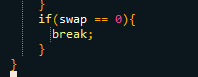 }
if(swap == 0){
break;
}
}